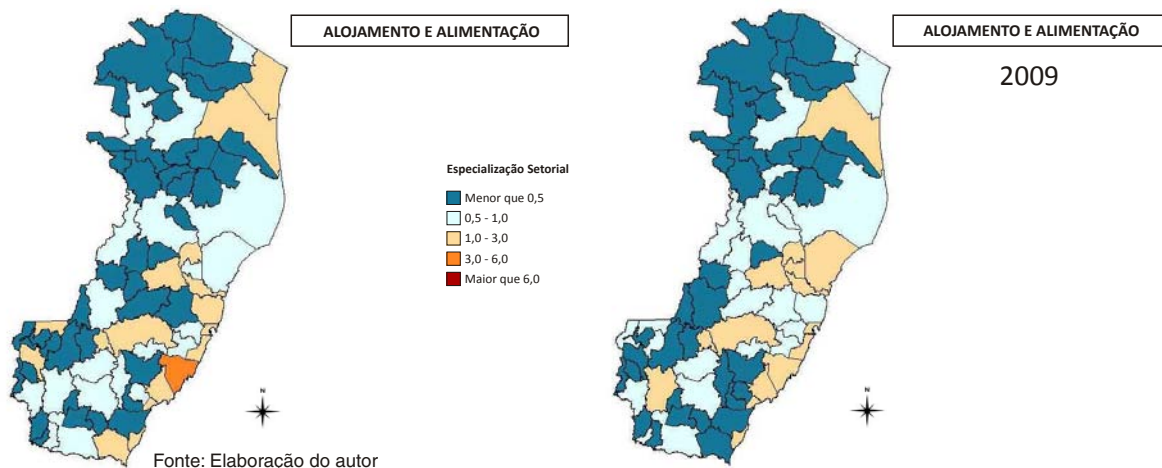 ALOJAMENTO E ALIMENTAÇÃO
ALOJAMENTO E ALIMENTAÇÃO
2009
Especialização Setorial
Menor que 0,5
0,5 - 1,0
1,0 - 3,0
3,0 - 6,0
Maior que 6,0
N
N
Fonte: Elaboração do autor